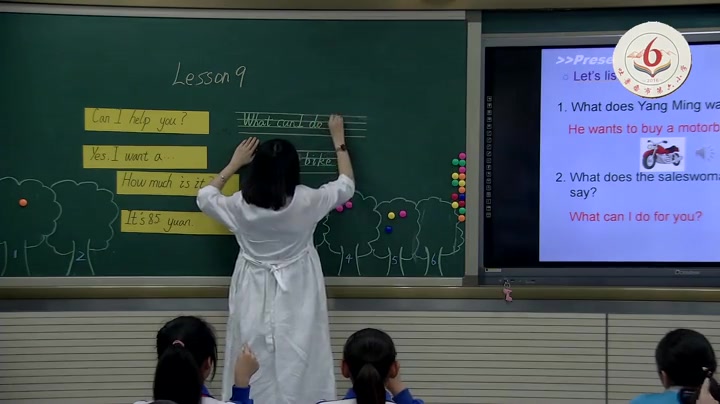 Lesson 9
Can I help you?
Yes. I want a...
How much is it
It's 85 yuan.
What can I do
bike
1
2
4
5
6
>>Prese
Let's lis
1. What does Yang Ming wa
He wants to buy a motorb
2. What does the saleswoma
say?
What can I do for you?
6